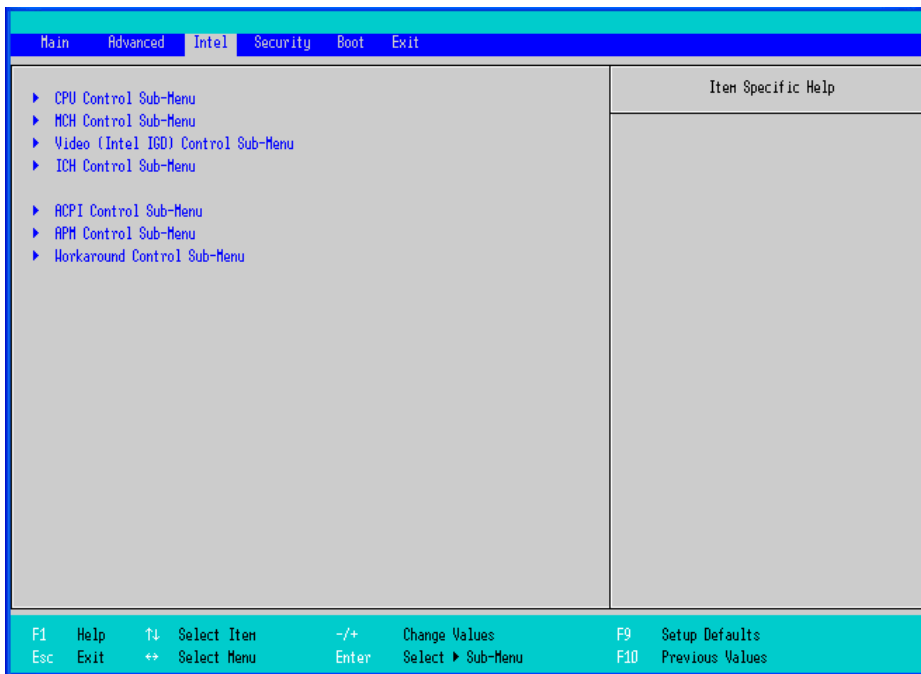 Main Advanced Intel Security Boot Exit
Item Specific Help
CPU Control Sub-Menu
MCH Control Sub-Menu
Video (Intel IGD) Control Sub-Menu
ICH Control Sub-Menu
ACPI Control Sub-Menu
APM Control Sub-Menu
Workaround Control Sub-Menu
F1 Help ↑↓ Select Item -/+ Change Values F9 Setup Defaults
Esc Exit ↔ Select Menu Enter Select ▶ Sub-Menu F10 Previous Values